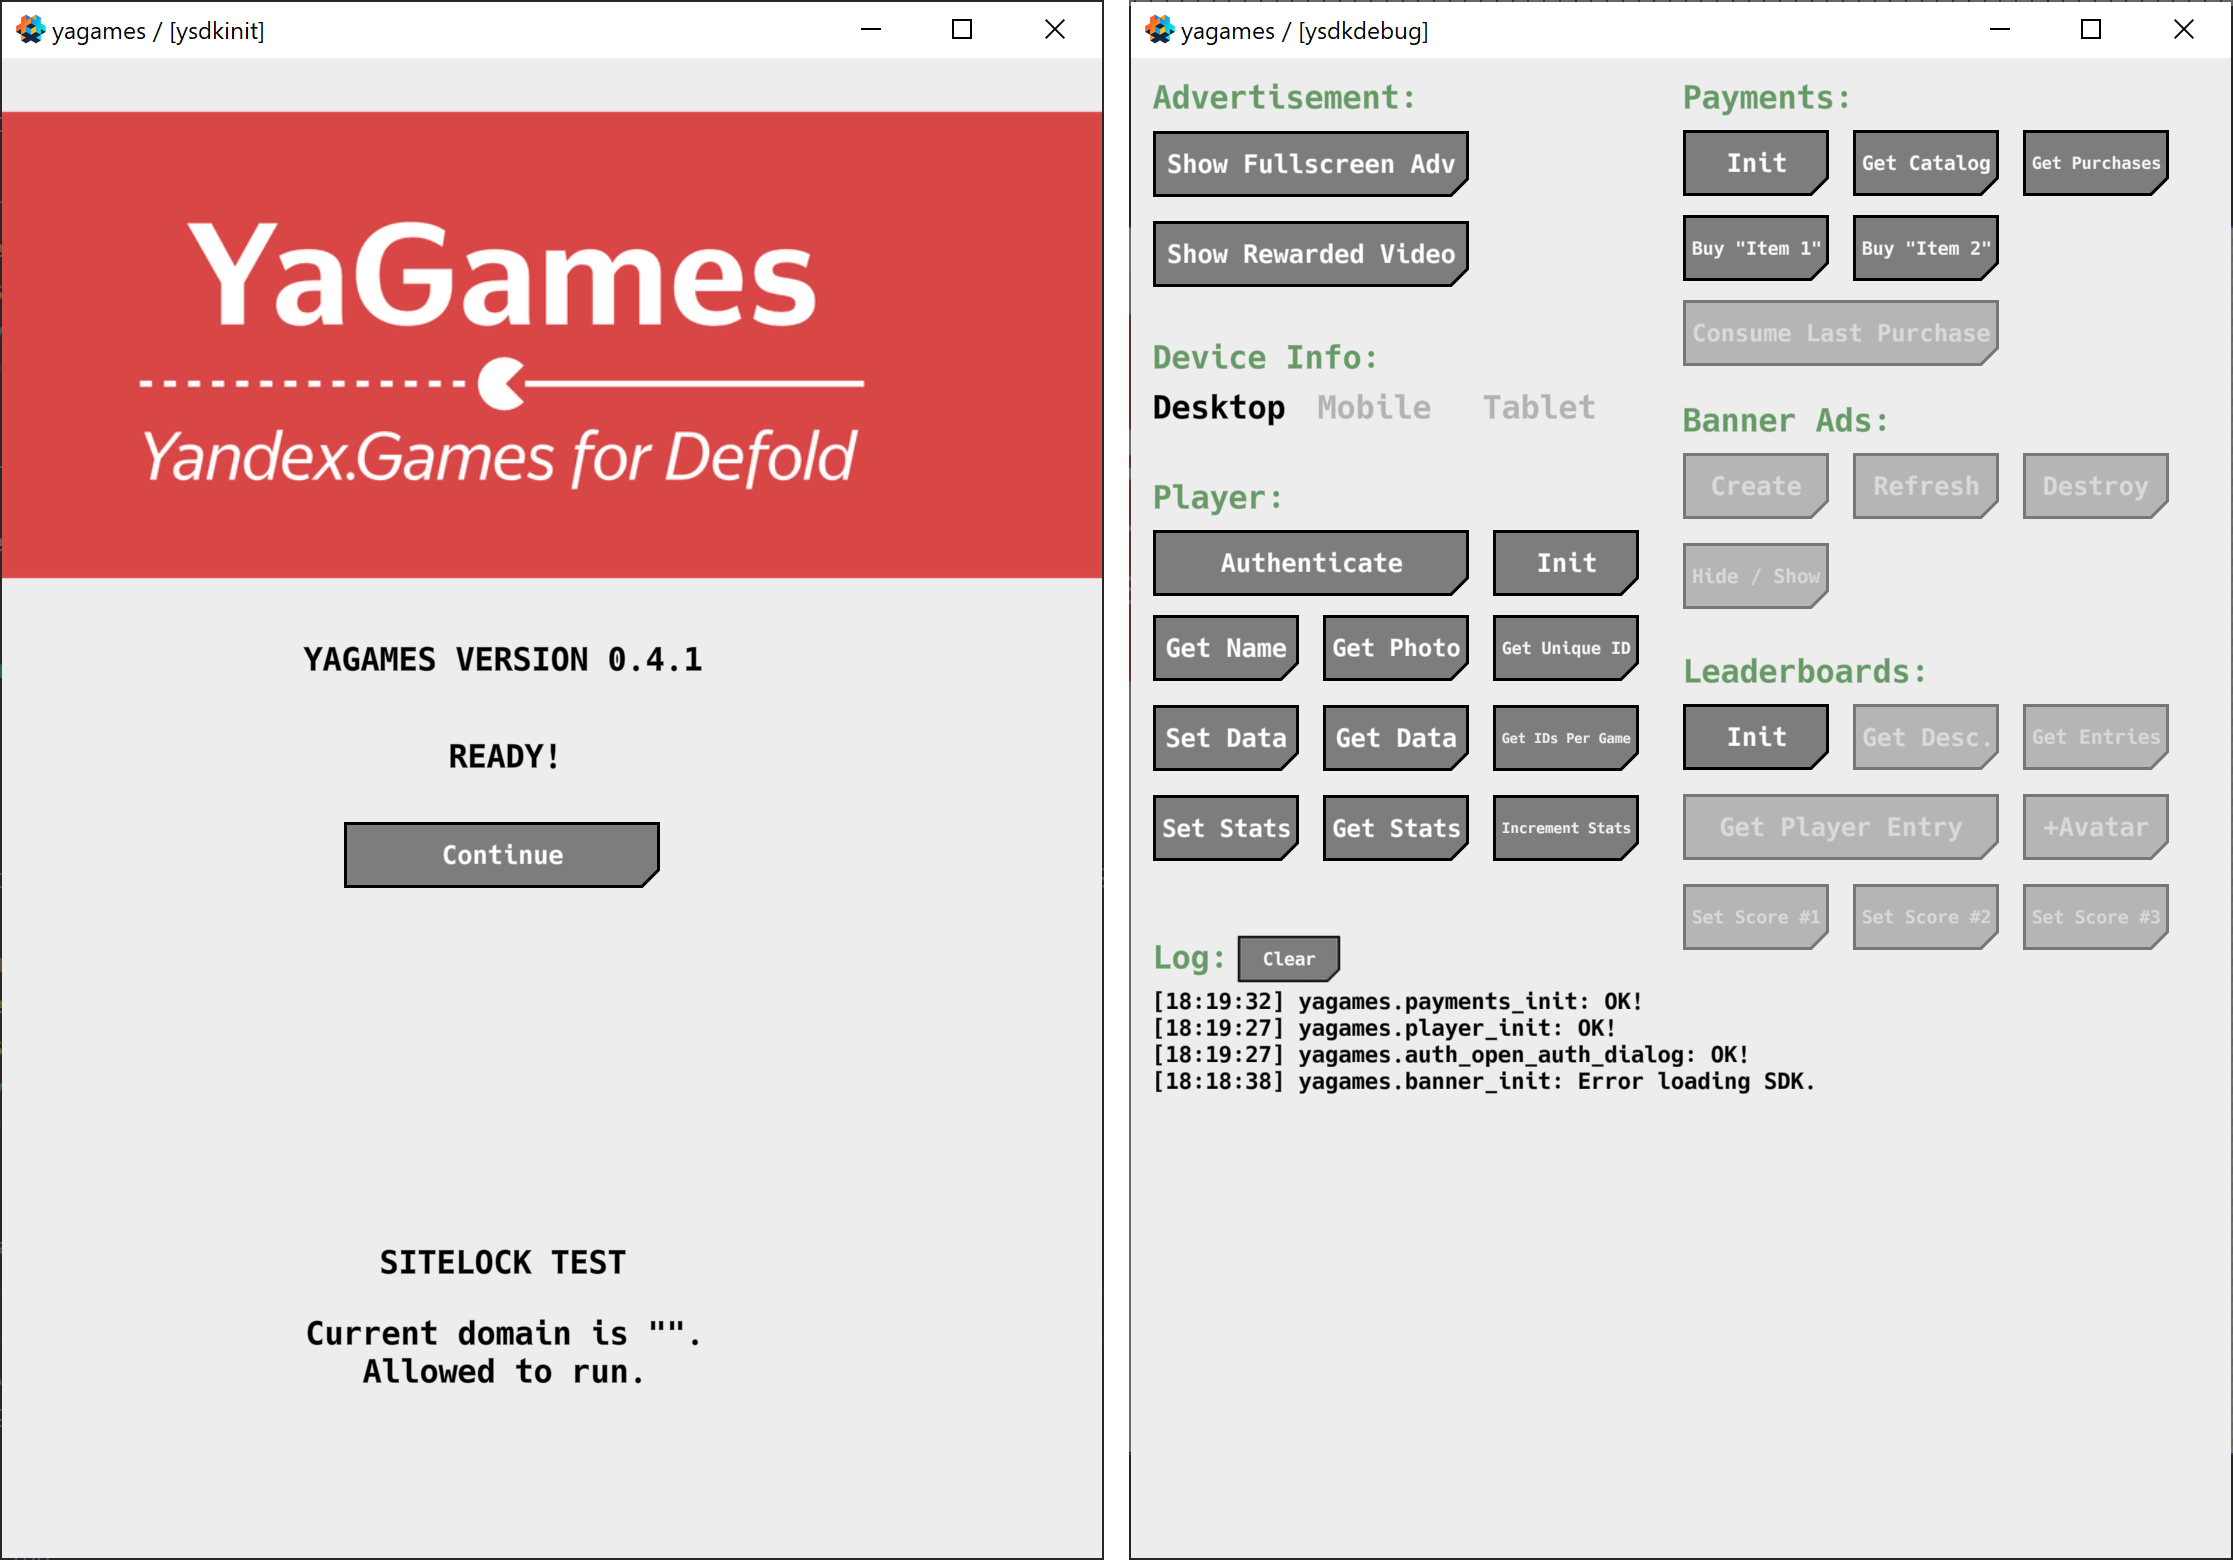 yagames / [ysdkinit]
YaGames
Yandex.Games for Defold
YAGAMES VERSION 0.4.1
READY!
Continue
SITELOCK TEST
Current domain is "".
Allowed to run.
yagames / [ysdkdebug]
Advertisement:
Show Fullscreen Adv
Show Rewarded Video
Device Info:
Desktop Mobile Tablet
Player:
Authenticate Init
Get Name Get Photo Get Unique ID
Set Data Get Data Get IDs Per Game
Set Stats Get Stats Increment Stats
Payments:
Init Get Catalog Get Purchases
Buy "Item 1" Buy "Item 2"
Consume Last Purchase
Banner Ads:
Create Refresh Destroy
Hide / Show
Leaderboards:
Init Get Desc. Get Entries
Get Player Entry +Avatar
Set Score #1 Set Score #2 Set Score #3
Log: Clear
[18:19:32] yagames.payments_init: OK!
[18:19:27] yagames.player_init: OK!
[18:19:27] yagames.auth_open_auth_dialog: OK!
[18:18:38] yagames.banner_init: Error loading SDK.